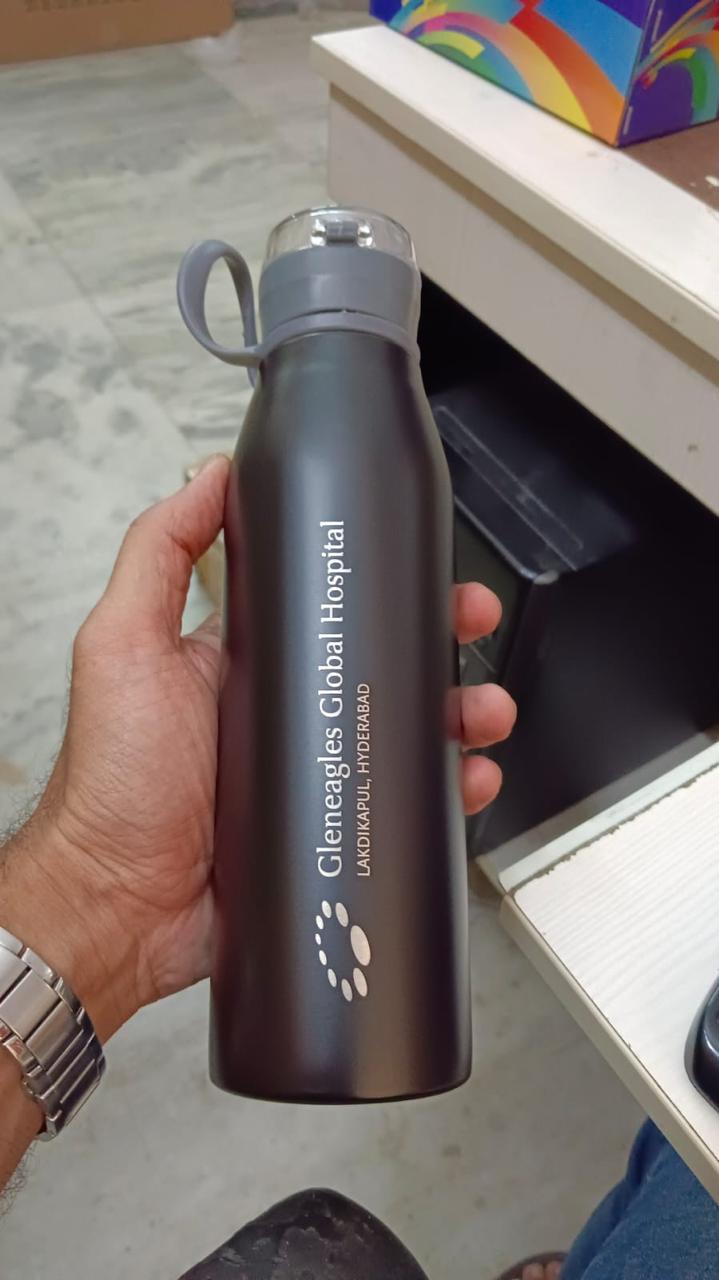 Gleneagles Global Hospital
LAKDIKAPUL, HYDERABAD